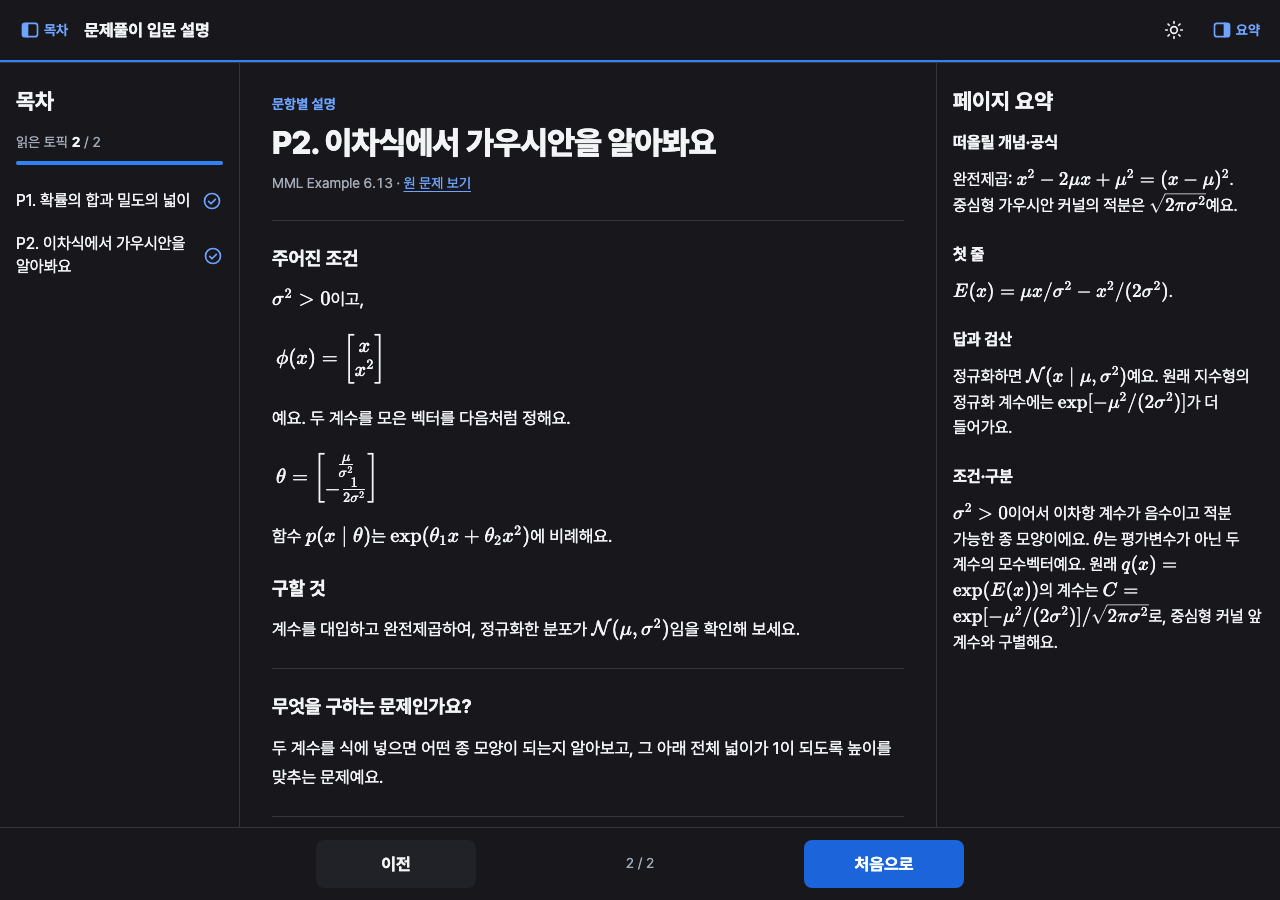 목차 문제풀이 입문 설명 요약
목차
읽은 토픽 2 / 2
P1. 확률의 합과 밀도의 넓이
P2. 이차식에서 가우시안을
알아봐요
문항별 설명
P2. 이차식에서 가우시안을 알아봐요
MML Example 6.13 · 원 문제 보기
주어진 조건
σ² > 0이고,
ϕ(x) = [x
x²]
예요. 두 계수를 모은 벡터를 다음처럼 정해요.
θ = [μ/σ²
−1/(2σ²)]
함수 p(x | θ)는 exp(θ₁x + θ₂x²)에 비례해요.
구할 것
계수를 대입하고 완전제곱하여, 정규화한 분포가 𝒩(μ, σ²)임을 확인해 보세요.
무엇을 구하는 문제인가요?
두 계수를 식에 넣으면 어떤 종 모양이 되는지 알아보고, 그 아래 전체 넓이가 1이 되도록 높이를
맞추는 문제예요.
페이지 요약
떠올릴 개념·공식
완전제곱: x² − 2μx + μ² = (x − μ)².
중심형 가우시안 커널의 적분은 √(2πσ²)예요.
첫 줄
E(x) = μx/σ² − x²/(2σ²).
답과 검산
정규화하면 𝒩(x | μ, σ²)예요. 원래 지수형의
정규화 계수에는 exp[−μ²/(2σ²)]가 더
들어가요.
조건·구분
σ² > 0이어서 이차항 계수가 음수이고 적분
가능한 종 모양이에요. θ는 평가변수가 아닌 두
계수의 모수벡터예요. 원래 q(x) =
exp(E(x))의 계수는 C =
exp[−μ²/(2σ²)]/√(2πσ²)로, 중심형 커널 앞
계수와 구별해요.
이전 2 / 2 처음으로